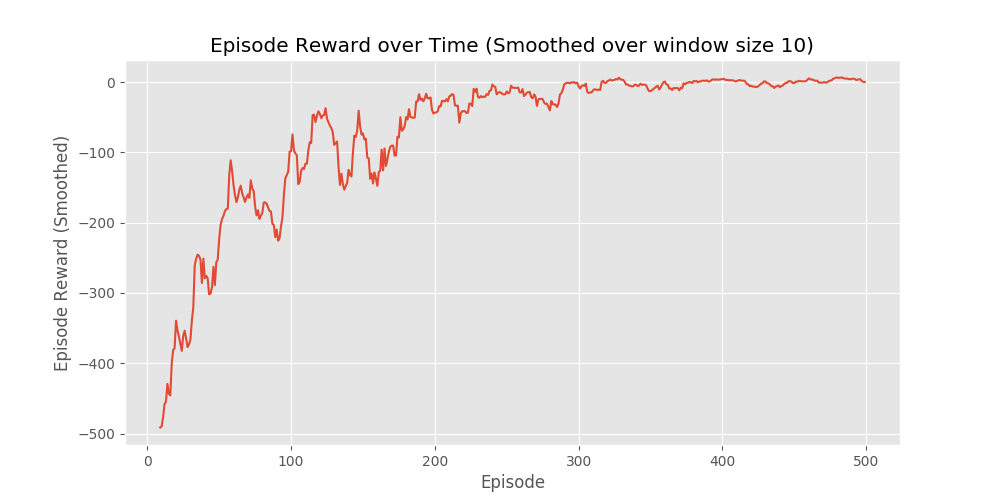 Episode Reward over Time (Smoothed over window size 10)
Episode Reward (Smoothed)
0
−100
−200
−300
−400
−500
0 100 200 300 400 500
Episode